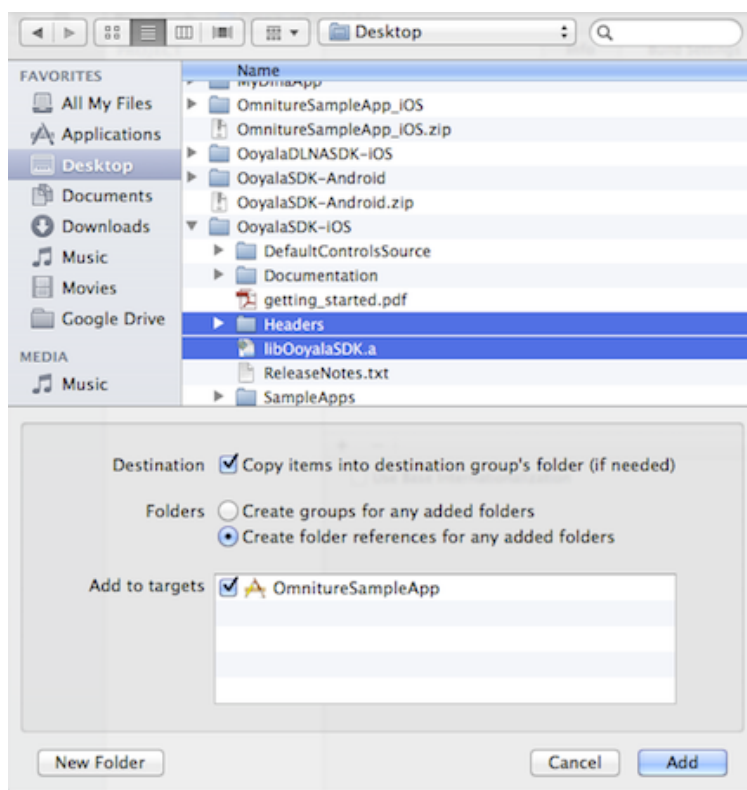 Desktop
FAVORITES
All My Files
Applications
Desktop
Documents
Downloads
Music
Movies
Google Drive
MEDIA
Music
Name
MyDlnaApp
OmnitureSampleApp_iOS
OmnitureSampleApp_iOS.zip
OoyalaDLNASDK-iOS
OoyalaSDK-Android
OoyalaSDK-Android.zip
OoyalaSDK-iOS
DefaultControlsSource
Documentation
getting_started.pdf
Headers
libOoyalaSDK.a
ReleaseNotes.txt
SampleApps
Destination Copy items into destination group's folder (if needed)
Folders Create groups for any added folders
Create folder references for any added folders
Add to targets OmnitureSampleApp
New Folder Cancel Add